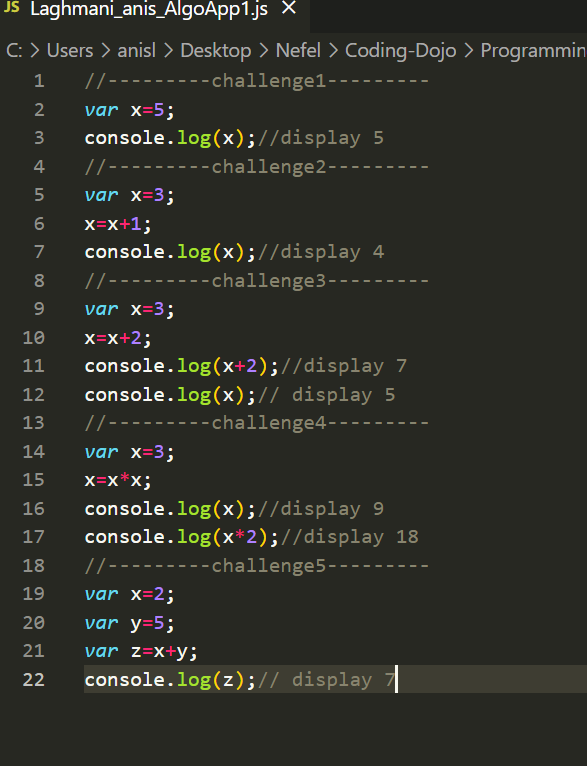 JS Laghmani_anis_AlgoApp1.js ×
C: > Users > anisl > Desktop > Nefel > Coding-Dojo > Programmin
1 //---------challenge1---------
2 var x=5;
3 console.log(x);//display 5
4 //---------challenge2---------
5 var x=3;
6 x=x+1;
7 console.log(x);//display 4
8 //---------challenge3---------
9 var x=3;
10 x=x+2;
11 console.log(x+2);//display 7
12 console.log(x);// display 5
13 //---------challenge4---------
14 var x=3;
15 x=x*x;
16 console.log(x);//display 9
17 console.log(x*2);//display 18
18 //---------challenge5---------
19 var x=2;
20 var y=5;
21 var z=x+y;
22 console.log(z);// display 7